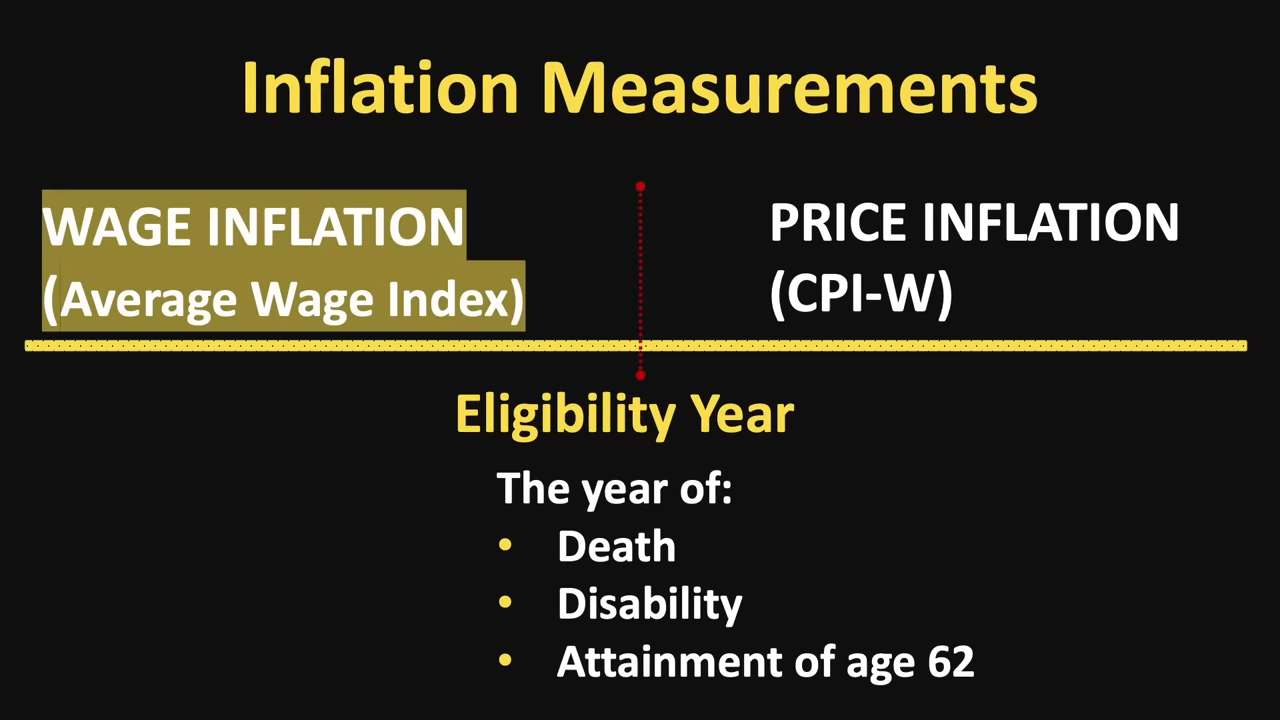 Inflation Measurements
WAGE INFLATION
(Average Wage Index)
PRICE INFLATION
(CPI-W)
Eligibility Year
The year of:
• Death
• Disability
• Attainment of age 62